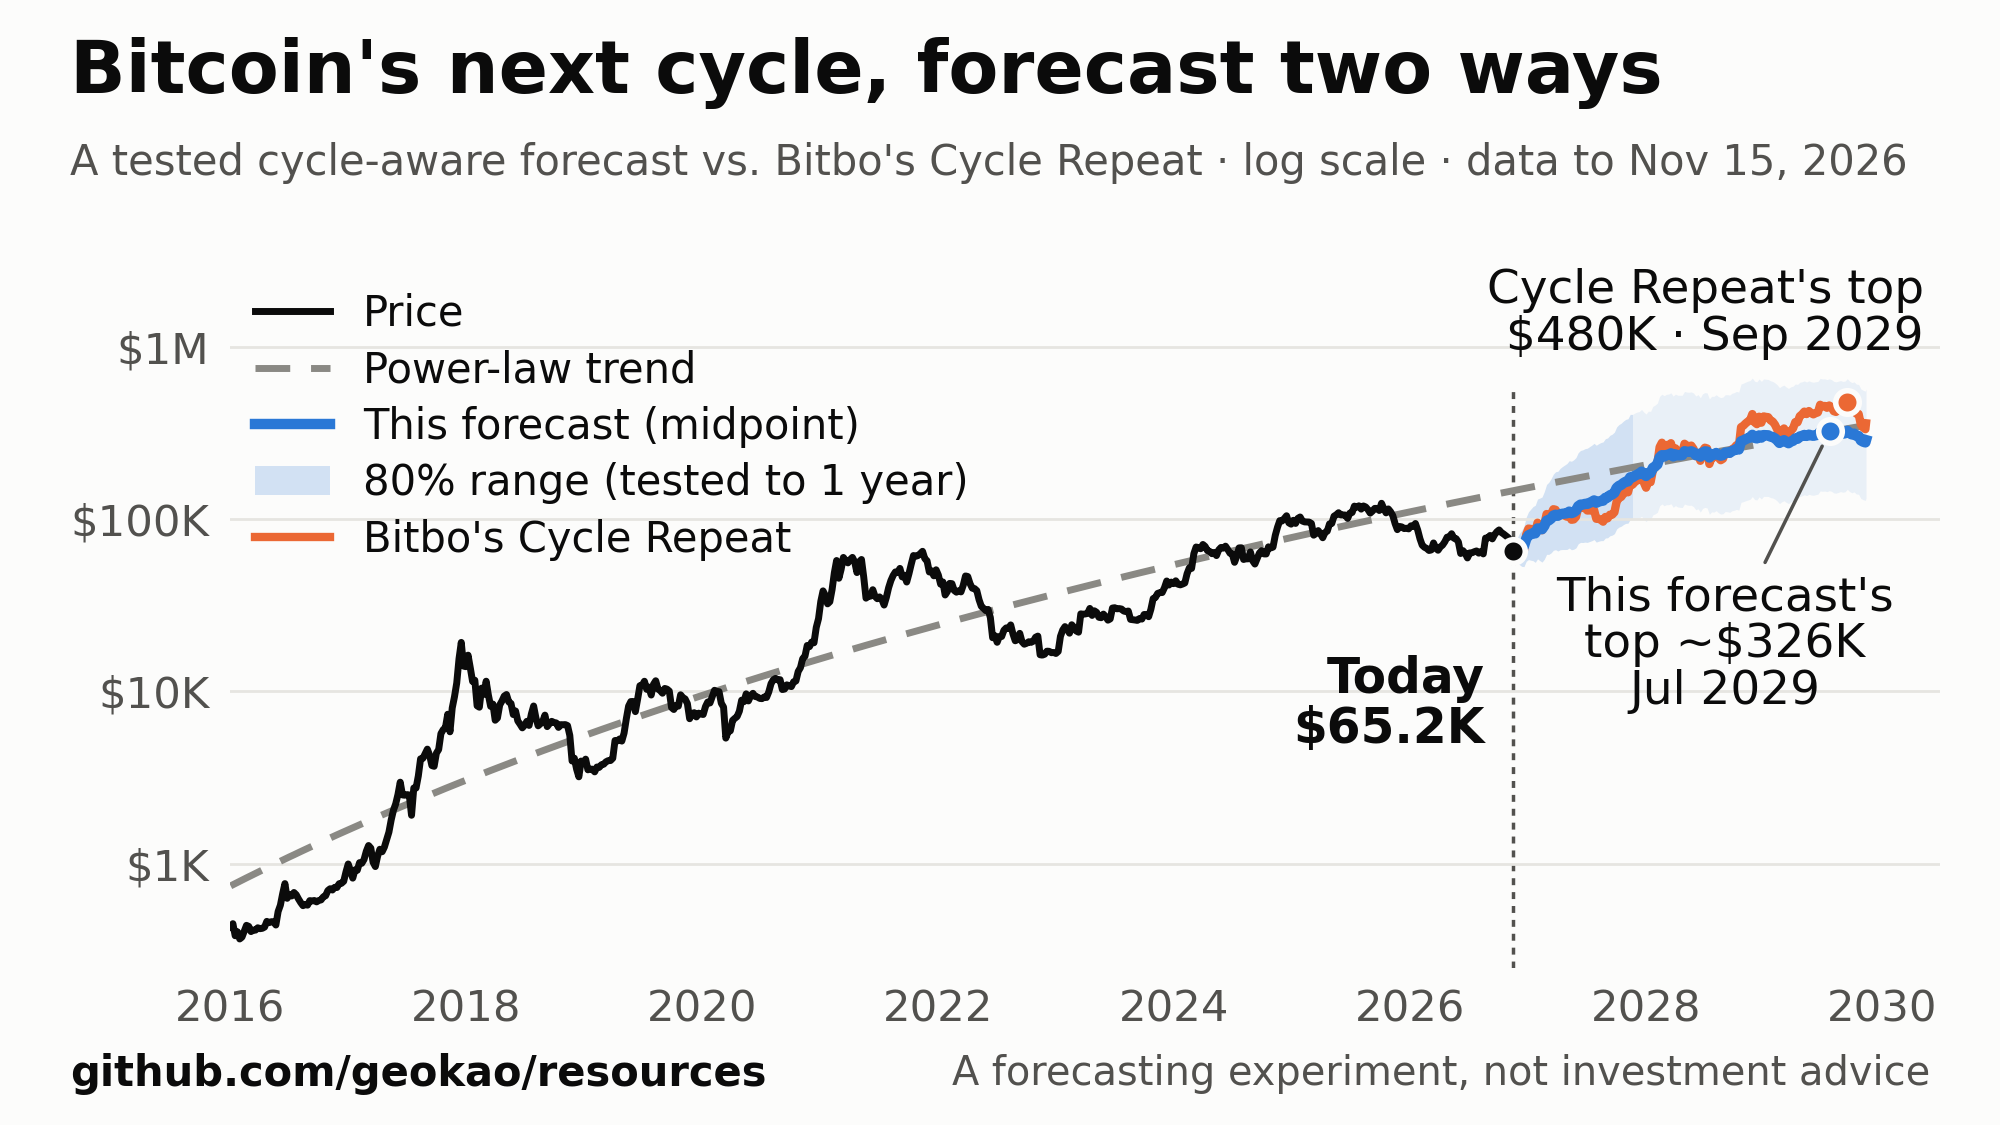 Bitcoin's next cycle, forecast two ways
A tested cycle-aware forecast vs. Bitbo's Cycle Repeat · log scale · data to Nov 15, 2026
Cycle Repeat's top
$480K · Sep 2029
Price
Power-law trend
This forecast (midpoint)
80% range (tested to 1 year)
Bitbo's Cycle Repeat
$1M
$100K
$10K
$1K
This forecast's
top ~$326K
Jul 2029
Today
$65.2K
2016 2018 2020 2022 2024 2026 2028 2030
github.com/geokao/resources
A forecasting experiment, not investment advice